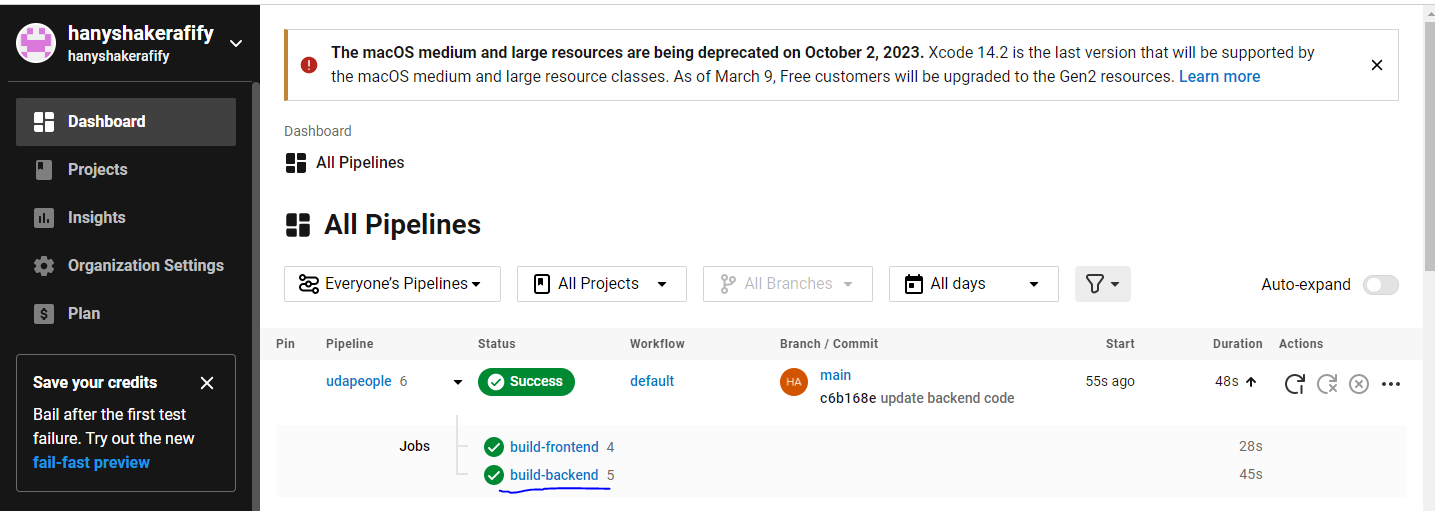 hanyshakerafify
hanyshakerafify
Dashboard
Projects
Insights
Organization Settings
Plan
Save your credits
Bail after the first test
failure. Try out the new
fail-fast preview
The macOS medium and large resources are being deprecated on October 2, 2023. Xcode 14.2 is the last version that will be supported by
the macOS medium and large resource classes. As of March 9, Free customers will be upgraded to the Gen2 resources. Learn more
Dashboard
All Pipelines
All Pipelines
Everyone's Pipelines
All Projects
All Branches
All days
Auto-expand
Pin Pipeline Status Workflow Branch / Commit Start Duration Actions
udapeople 6 Success default HA main 55s ago 48s
c6b168e update backend code
Jobs build-frontend 4 28s
build-backend 5 45s